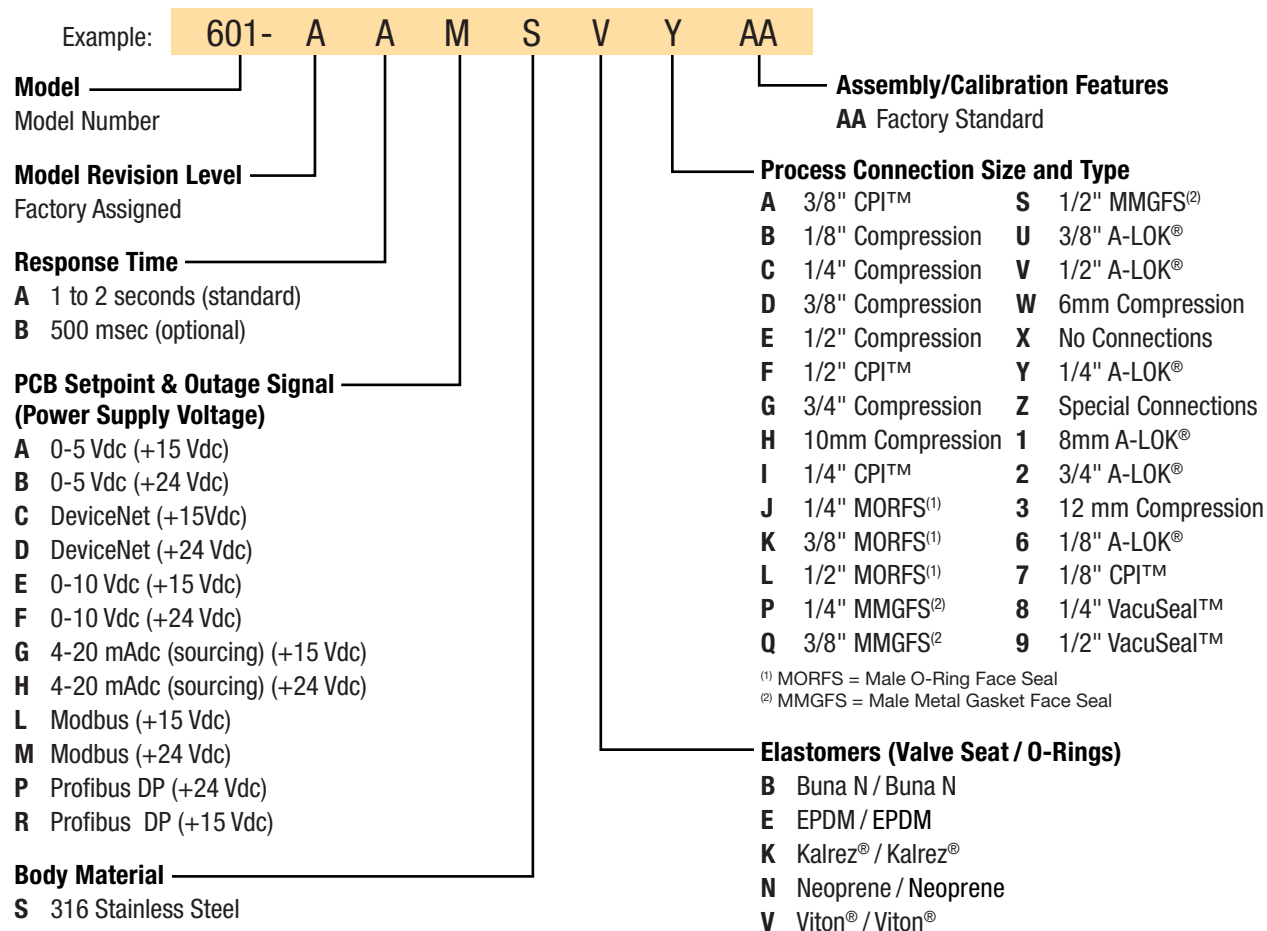 Example: 601- A A M S V Y AA
Model
Model Number
Model Revision Level
Factory Assigned
Response Time
A 1 to 2 seconds (standard)
B 500 msec (optional)
PCB Setpoint & Outage Signal
(Power Supply Voltage)
A 0-5 Vdc (+15 Vdc)
B 0-5 Vdc (+24 Vdc)
C DeviceNet (+15Vdc)
D DeviceNet (+24 Vdc)
E 0-10 Vdc (+15 Vdc)
F 0-10 Vdc (+24 Vdc)
G 4-20 mAdc (sourcing) (+15 Vdc)
H 4-20 mAdc (sourcing) (+24 Vdc)
L Modbus (+15 Vdc)
M Modbus (+24 Vdc)
P Profibus DP (+24 Vdc)
R Profibus DP (+15 Vdc)
Body Material
S 316 Stainless Steel
Assembly/Calibration Features
AA Factory Standard
Process Connection Size and Type
A 3/8" CPI™ S 1/2" MMGFS(2)
B 1/8" Compression U 3/8" A-LOK®
C 1/4" Compression V 1/2" A-LOK®
D 3/8" Compression W 6mm Compression
E 1/2" Compression X No Connections
F 1/2" CPI™ Y 1/4" A-LOK®
G 3/4" Compression Z Special Connections
H 10mm Compression 1 8mm A-LOK®
I 1/4" CPI™ 2 3/4" A-LOK®
J 1/4" MORFS(1) 3 12 mm Compression
K 3/8" MORFS(1) 6 1/8" A-LOK®
L 1/2" MORFS(1) 7 1/8" CPI™
P 1/4" MMGFS(2) 8 1/4" VacuSeal™
Q 3/8" MMGFS(2 9 1/2" VacuSeal™
(1) MORFS = Male O-Ring Face Seal
(2) MMGFS = Male Metal Gasket Face Seal
Elastomers (Valve Seat / O-Rings)
B Buna N / Buna N
E EPDM / EPDM
K Kalrez® / Kalrez®
N Neoprene / Neoprene
V Viton® / Viton®